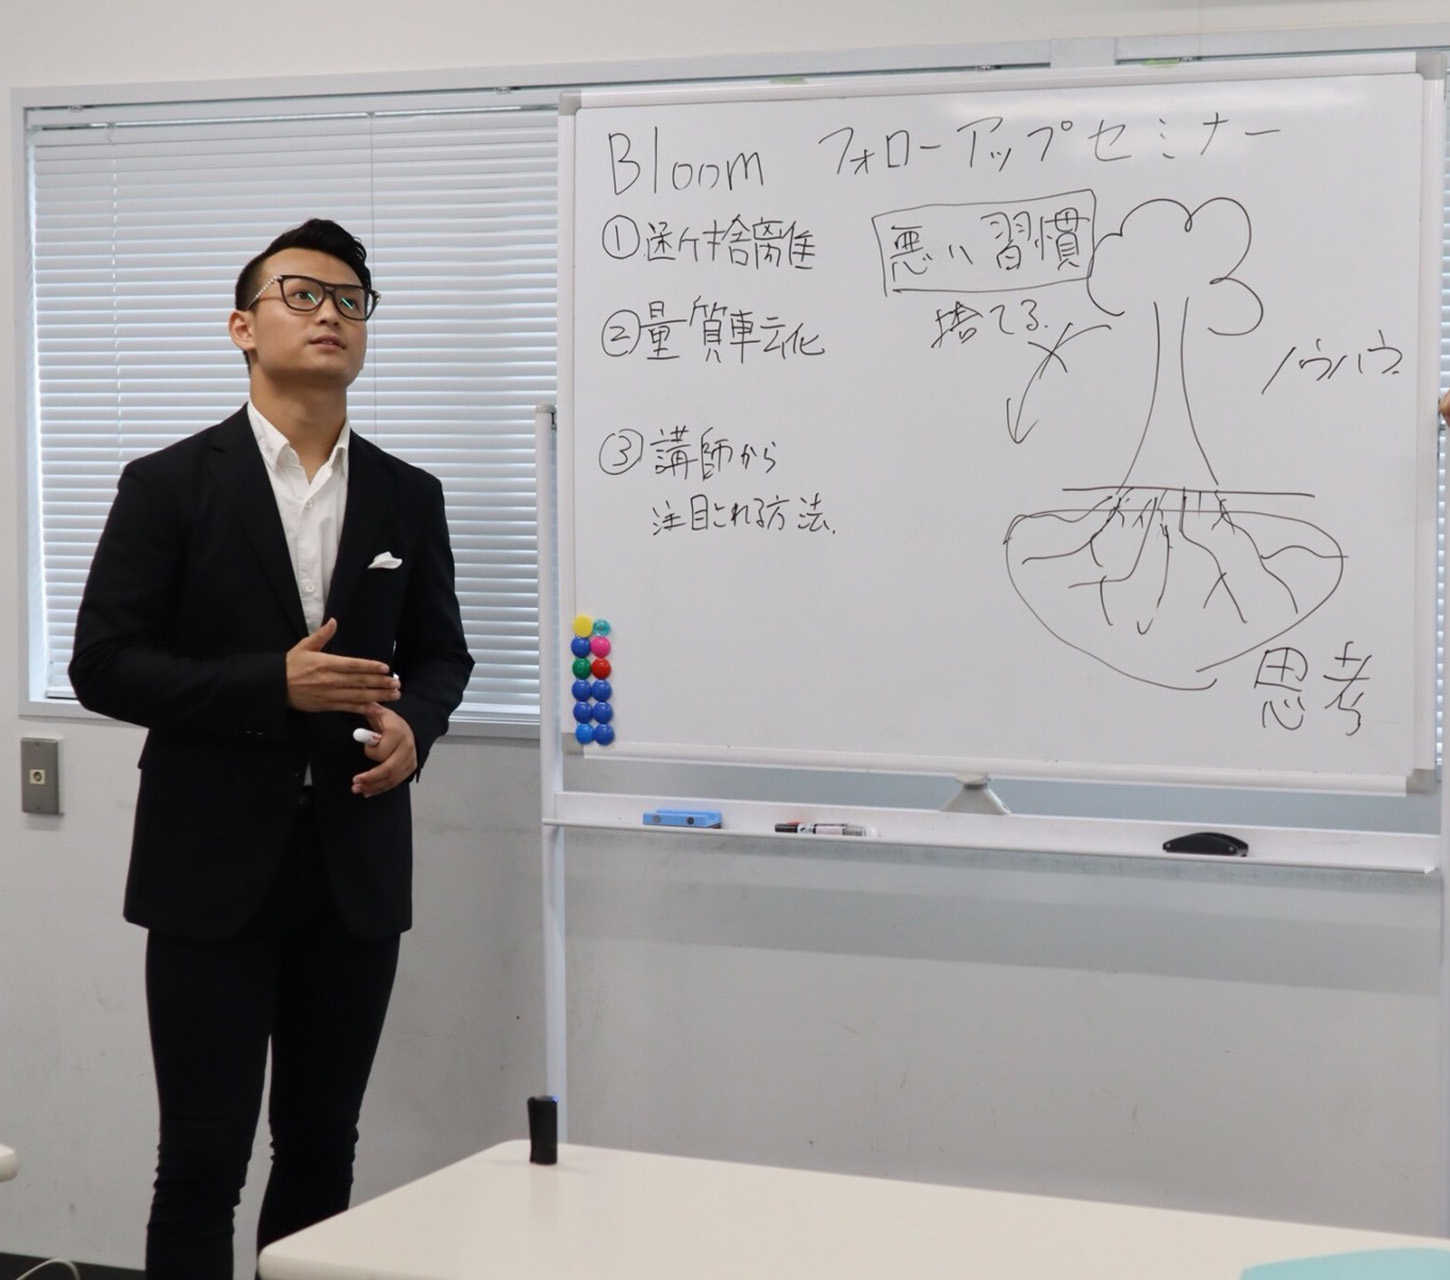 Bloom フォローアップセミナー
①断捨離
②量質転化
③講師から
注目される方法.
悪い習慣
捨てる.
ノウハウ
思考